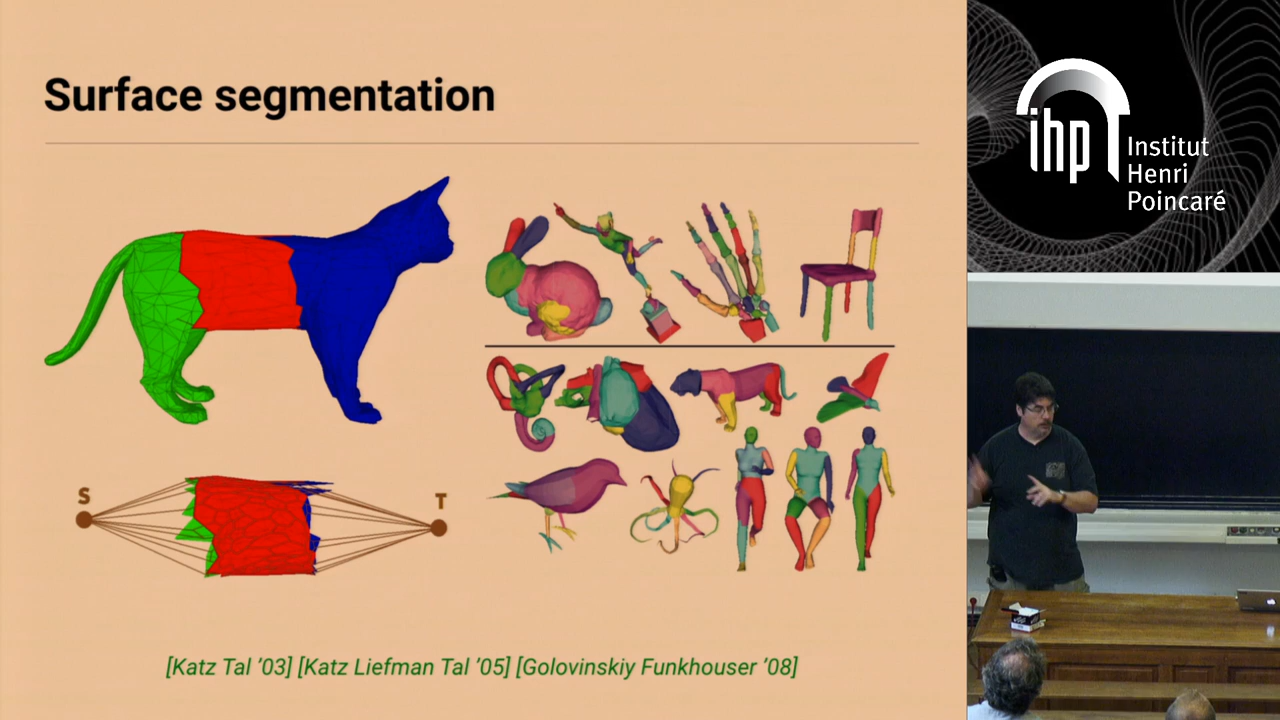 Surface segmentation
S
T
[Katz Tal ’03] [Katz Liefman Tal ’05] [Golovinskiy Funkhouser ’08]
ihp
Institut
Henri
Poincaré